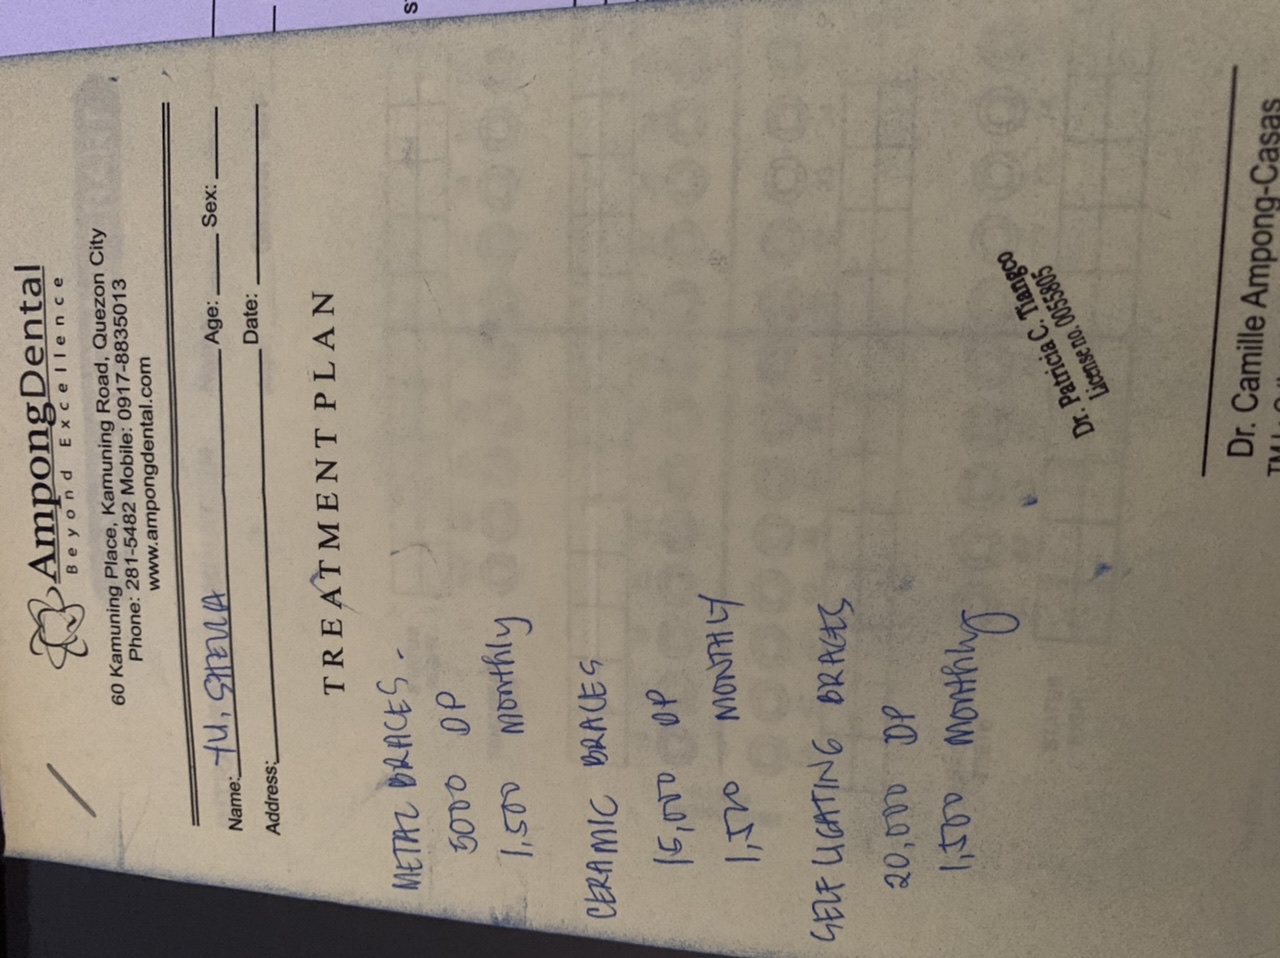 AmpongDental
Beyond Excellence
60 Kamuning Place, Kamuning Road, Quezon City
Phone: 281-5482 Mobile: 0917-8835013
www.ampongdental.com
Name: YU, SHEILA Age: Sex:
Address: Date:
TREATMENT PLAN
METAL BRACES -
5000 DP
1,500 Monthly
CERAMIC BRACES
15,000 DP
1,500 MONTHLY
SELF LIGATING BRACES
20,000 DP
1,500 Monthly
Dr. Patricia C. Tiangco
License no. 0055805
Dr. Camille Ampong-Casas